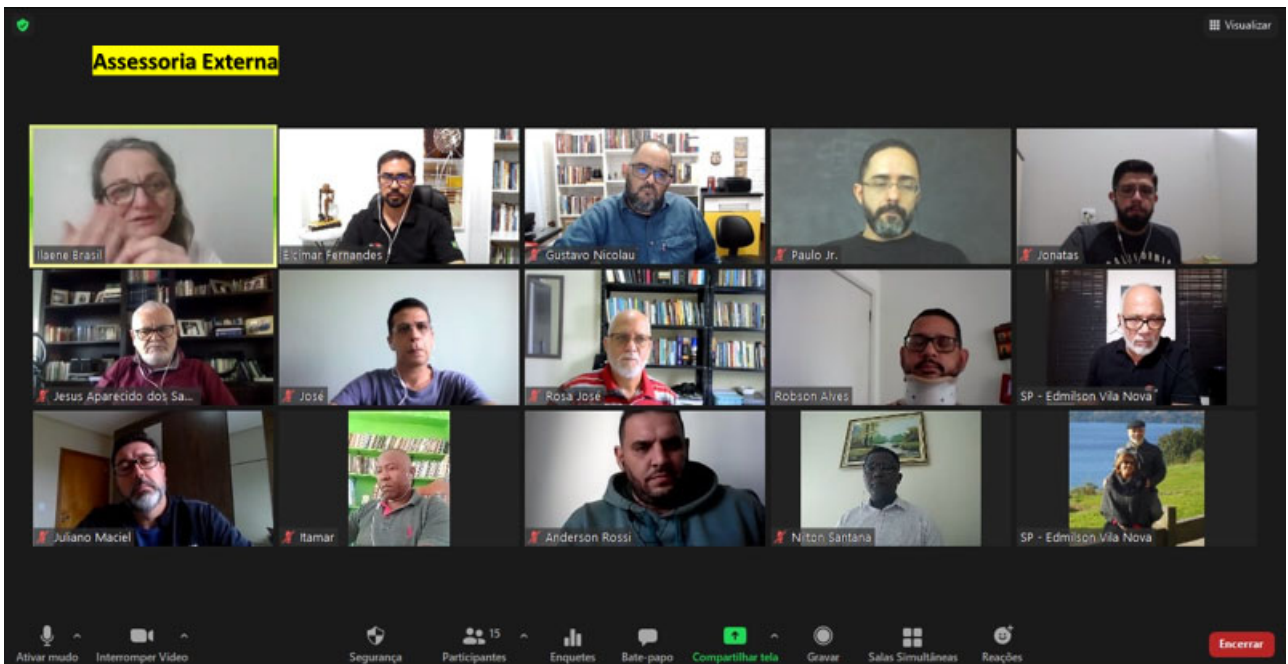 Visualizar
Assessoria Externa
Ilaene Brasil
Elcimar Fernandes
Gustavo Nicolau
Paulo Jr.
Jonatas
Jesus Aparecido dos Sa...
José
Rosa José
Robson Alves
SP - Edmilson Vila Nova
Juliano Maciel
Itamar
Anderson Rossi
Nilton Santana
SP - Edmilson Vila Nova
15
Ativar mudo
Interromper Vídeo
Segurança
Participantes
Enquetes
Bate-papo
Compartilhar tela
Gravar
Salas Simultâneas
Reações
Encerrar